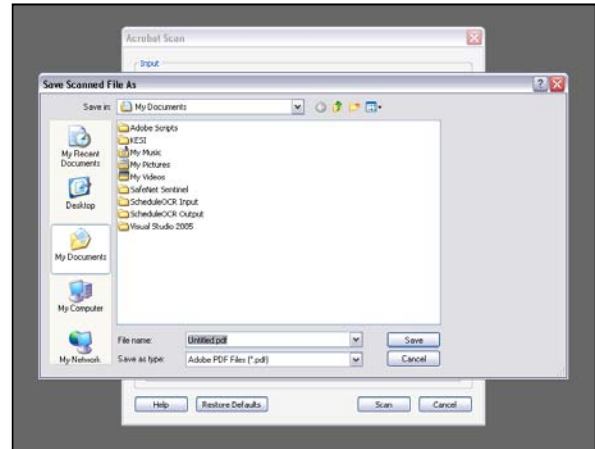 Acrobat Scan
Input
Save Scanned File As
Save in:
My Documents
My Recent
Documents
Desktop
My Documents
My Computer
My Network
Adobe Scripts
KESI
My Music
My Pictures
My Videos
SafeNet Sentinel
ScheduleOCR Input
ScheduleOCR Output
Visual Studio 2005
File name:
Untitled.pdf
Save
Save as type:
Adobe PDF Files (*.pdf)
Cancel
Help
Restore Defaults
Scan
Cancel